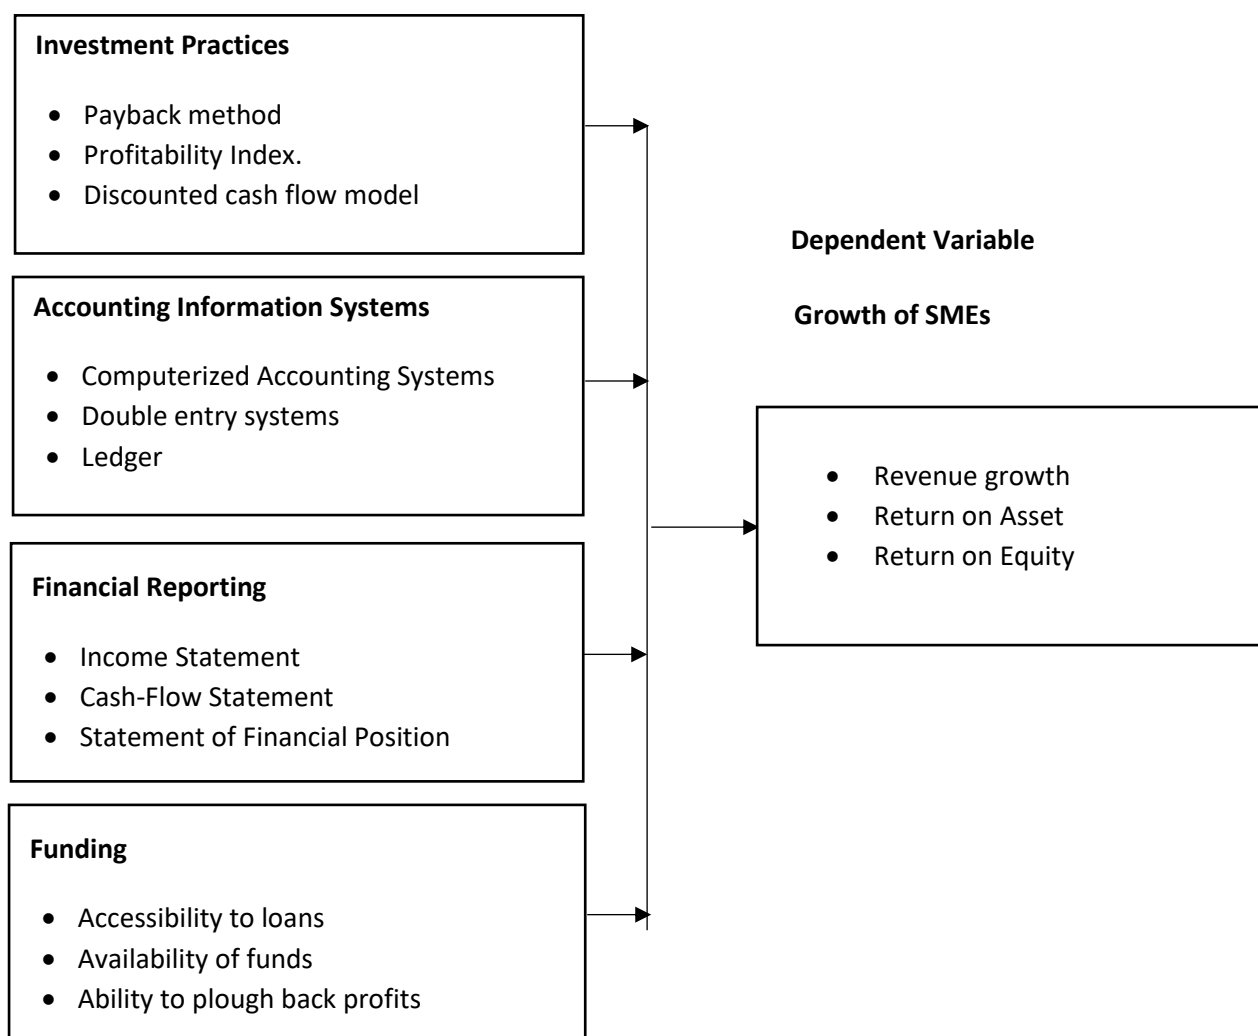 Investment Practices
• Payback method
• Profitability Index.
• Discounted cash flow model
Accounting Information Systems
• Computerized Accounting Systems
• Double entry systems
• Ledger
Financial Reporting
• Income Statement
• Cash-Flow Statement
• Statement of Financial Position
Funding
• Accessibility to loans
• Availability of funds
• Ability to plough back profits
Dependent Variable
Growth of SMEs
• Revenue growth
• Return on Asset
• Return on Equity